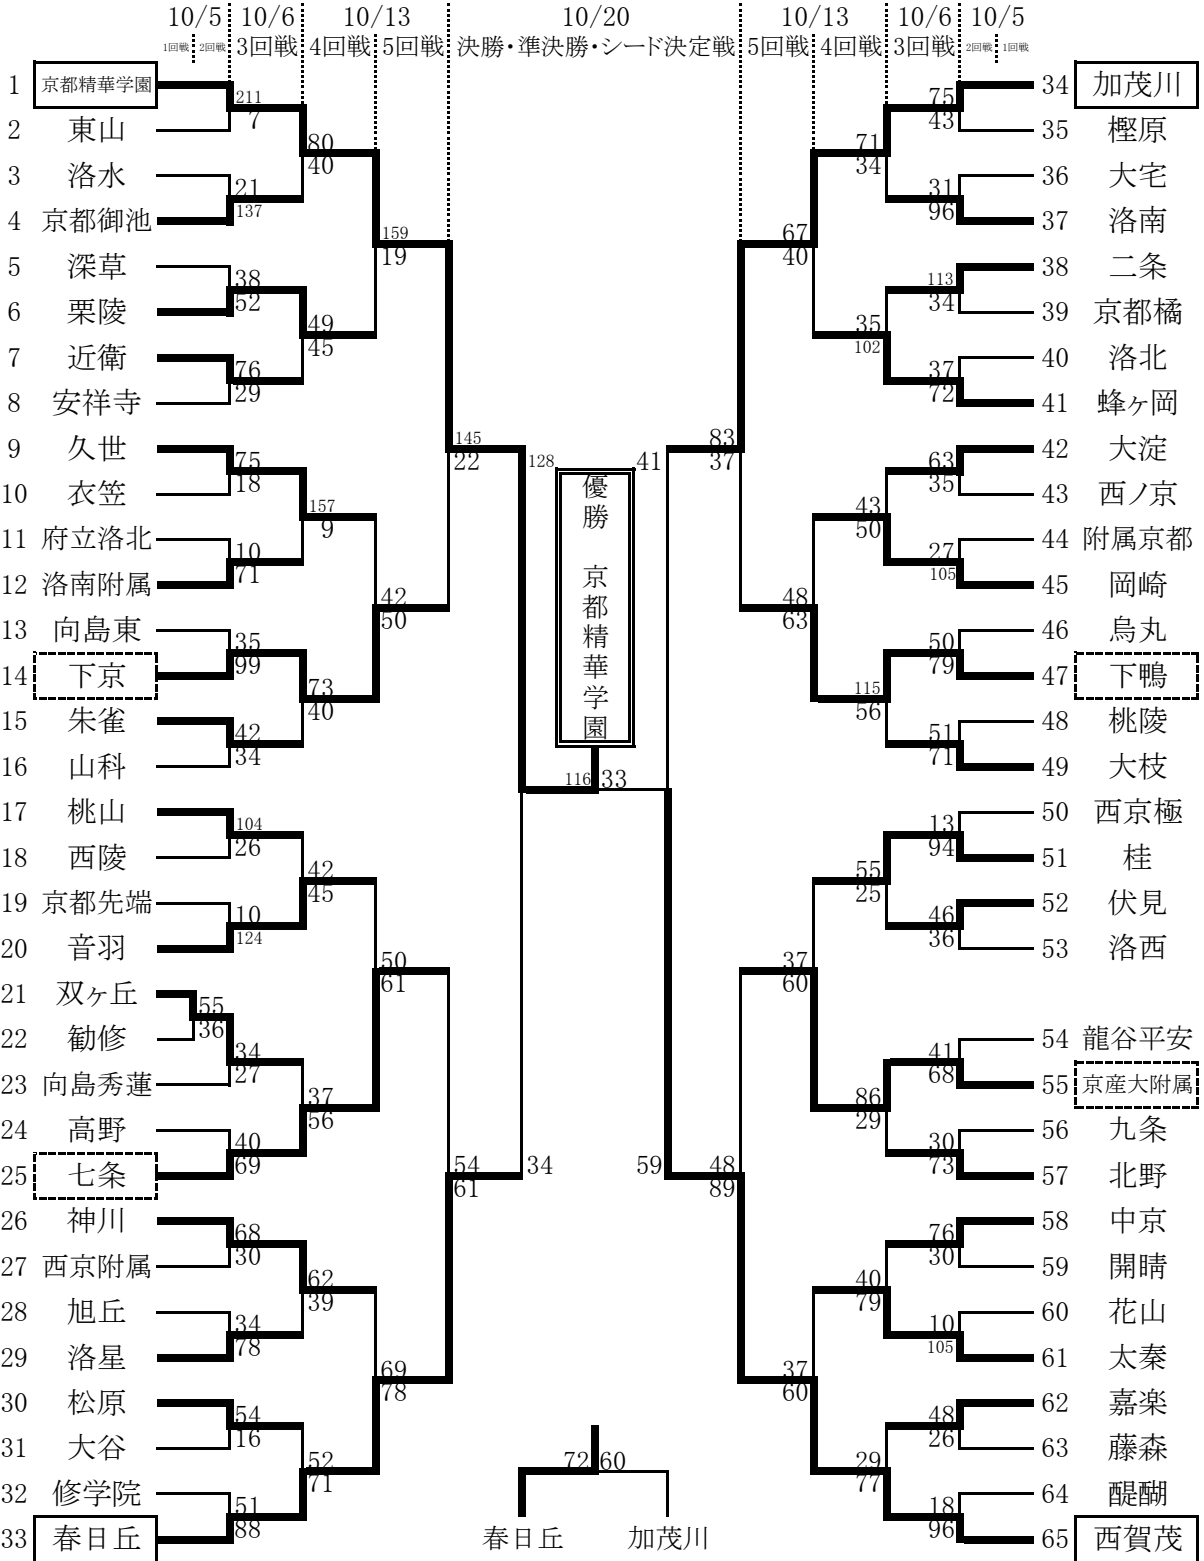 10/5 10/6 10/13 10/20 10/13 10/6 10/5
1回戦 2回戦 3回戦 4回戦 5回戦 決勝・準決勝・シード決定戦 5回戦 4回戦 3回戦 2回戦 1回戦
1 京都精華学園
2 東山
3 洛水
4 京都御池
5 深草
6 栗陵
7 近衛
8 安祥寺
9 久世
10 衣笠
11 府立洛北
12 洛南附属
13 向島東
14 下京
15 朱雀
16 山科
17 桃山
18 西陵
19 京都先端
20 音羽
21 双ヶ丘
22 勧修
23 向島秀蓮
24 高野
25 七条
26 神川
27 西京附属
28 旭丘
29 洛星
30 松原
31 大谷
32 修学院
33 春日丘
55
36
211
7
21
137
38
52
76
29
75
18
10
71
35
99
42
34
104
26
10
124
34
27
40
69
68
30
34
78
54
16
51
88
80
40
49
45
157
9
73
40
42
45
37
56
62
39
52
71
159
19
42
50
50
61
69
78
145
22
54
61
128
34
優勝 京都精華学園
116 33
41
59
83
37
48
89
67
40
48
63
37
60
37
60
71
34
35
102
43
50
115
56
55
25
86
29
40
79
29
77
75
43
31
96
113
34
37
72
63
35
27
105
50
79
51
71
13
94
46
36
41
68
30
73
76
30
10
105
48
26
18
96
34 加茂川
35 樫原
36 大宅
37 洛南
38 二条
39 京都橘
40 洛北
41 蜂ヶ岡
42 大淀
43 西ノ京
44 附属京都
45 岡崎
46 烏丸
47 下鴨
48 桃陵
49 大枝
50 西京極
51 桂
52 伏見
53 洛西
54 龍谷平安
55 京産大附属
56 九条
57 北野
58 中京
59 開睛
60 花山
61 太秦
62 嘉楽
63 藤森
64 醍醐
65 西賀茂
72 60
春日丘 加茂川